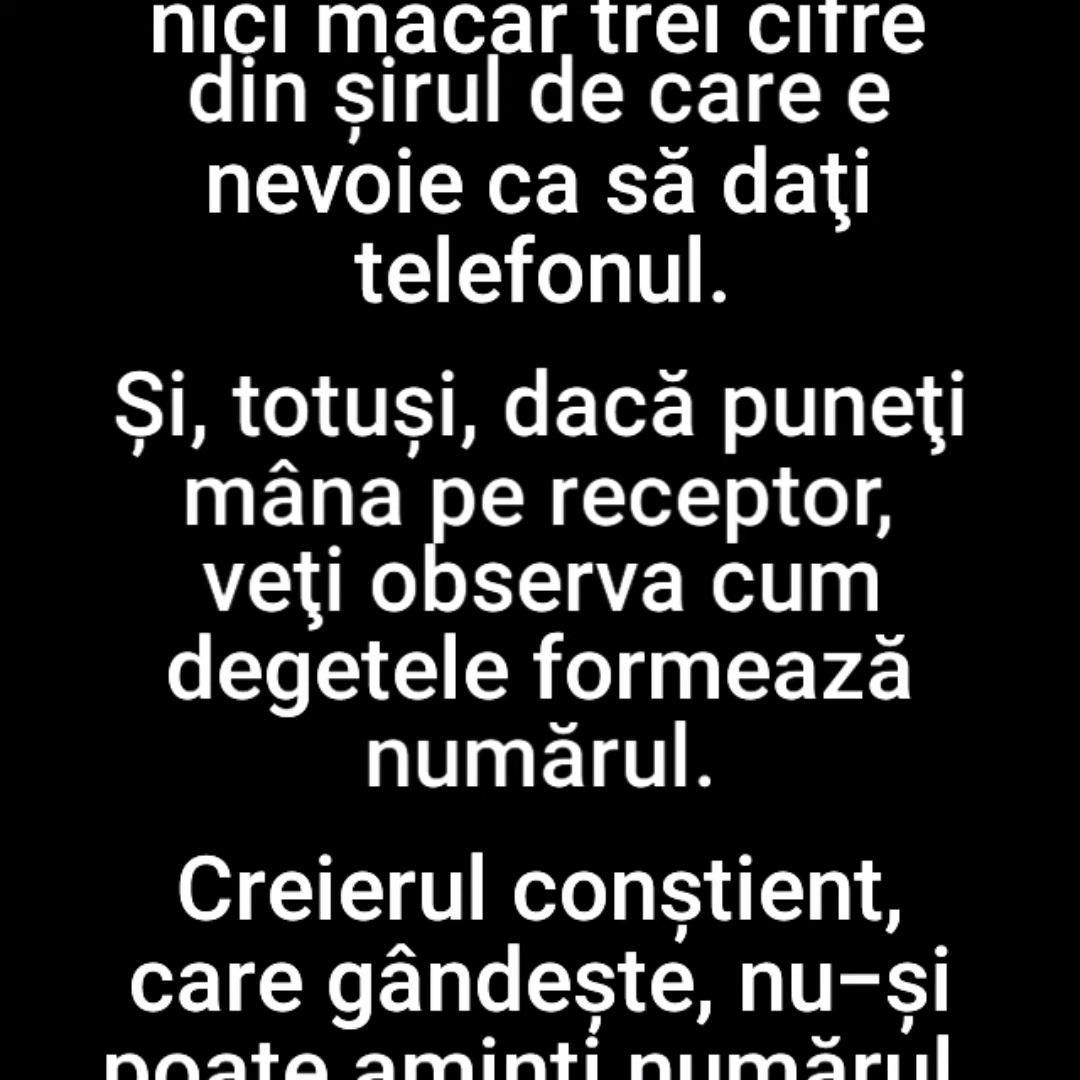 nici măcar trei cifre
din șirul de care e
nevoie ca să daţi
telefonul.
Și, totuși, dacă puneţi
mâna pe receptor,
veţi observa cum
degetele formează
numărul.
Creierul conștient,
care gândește, nu–și
poate aminti numărul